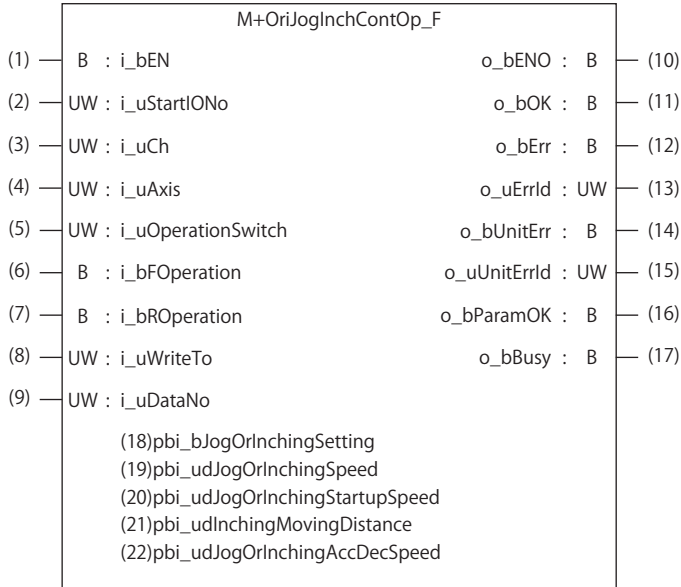 M+OriJogInchContOp_F
(1) B : i_bEN o_bENO : B (10)
(2) UW : i_uStartIONo o_bOK : B (11)
(3) UW : i_uCh o_bErr : B (12)
(4) UW : i_uAxis o_uErrId : UW (13)
(5) UW : i_uOperationSwitch o_bUnitErr : B (14)
(6) B : i_bFOperation o_uUnitErrId : UW (15)
(7) B : i_bROperation o_bParamOK : B (16)
(8) UW : i_uWriteTo o_bBusy : B (17)
(9) UW : i_uDataNo
(18)pbi_bJogOrInchingSetting
(19)pbi_udJogOrInchingSpeed
(20)pbi_udJogOrInchingStartupSpeed
(21)pbi_udInchingMovingDistance
(22)pbi_udJogOrInchingAccDecSpeed